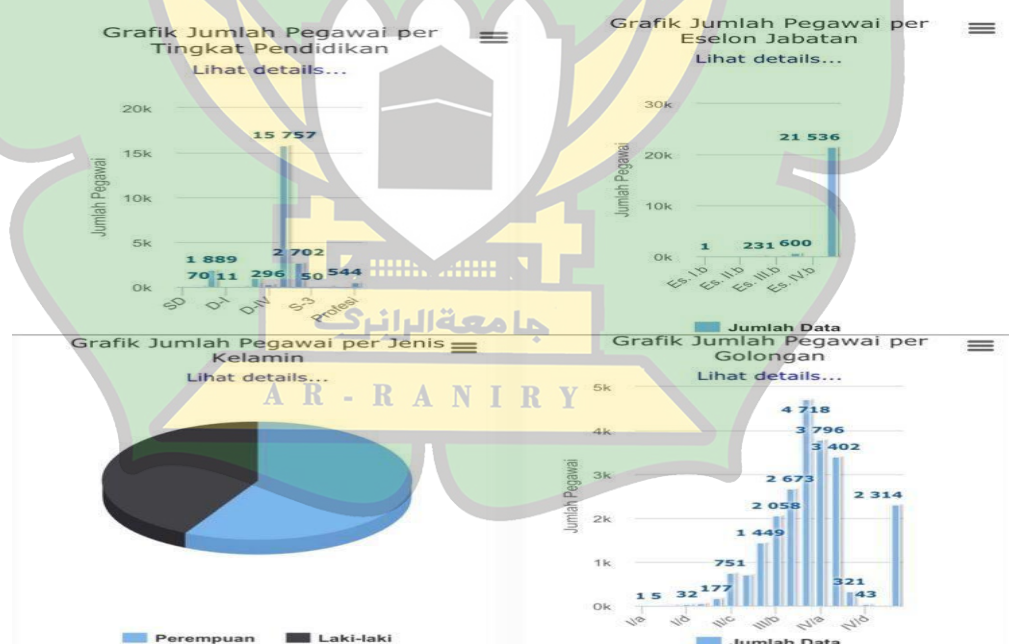 Grafik Jumlah Pegawai per
Tingkat Pendidikan
Lihat details...
20k
15k
10k
5k
0k
Jumlah Pegawai
15 757
1 889
70 11
296
2 702
50
544
SD
D-I
D-IV
S-3
Profesi
Grafik Jumlah Pegawai per
Eselon Jabatan
Lihat details...
30k
20k
10k
0k
Jumlah Pegawai
21 536
1
231
600
Es. I.b
Es. II.b
Es. III.b
Es. IV.b
Jumlah Data
جامعة الرانري
AR-RANIRY
Grafik Jumlah Pegawai per Jenis
Kelamin
Lihat details...
Perempuan
Laki-laki
Grafik Jumlah Pegawai per
Golongan
Lihat details...
5k
4k
3k
2k
1k
0k
Jumlah Pegawai
4 718
3 796
3 402
2 673
2 314
2 058
1 449
751
321
177
32
43
1 5
I/a
I/d
II/c
III/b
IV/a
IV/d
Jumlah Data